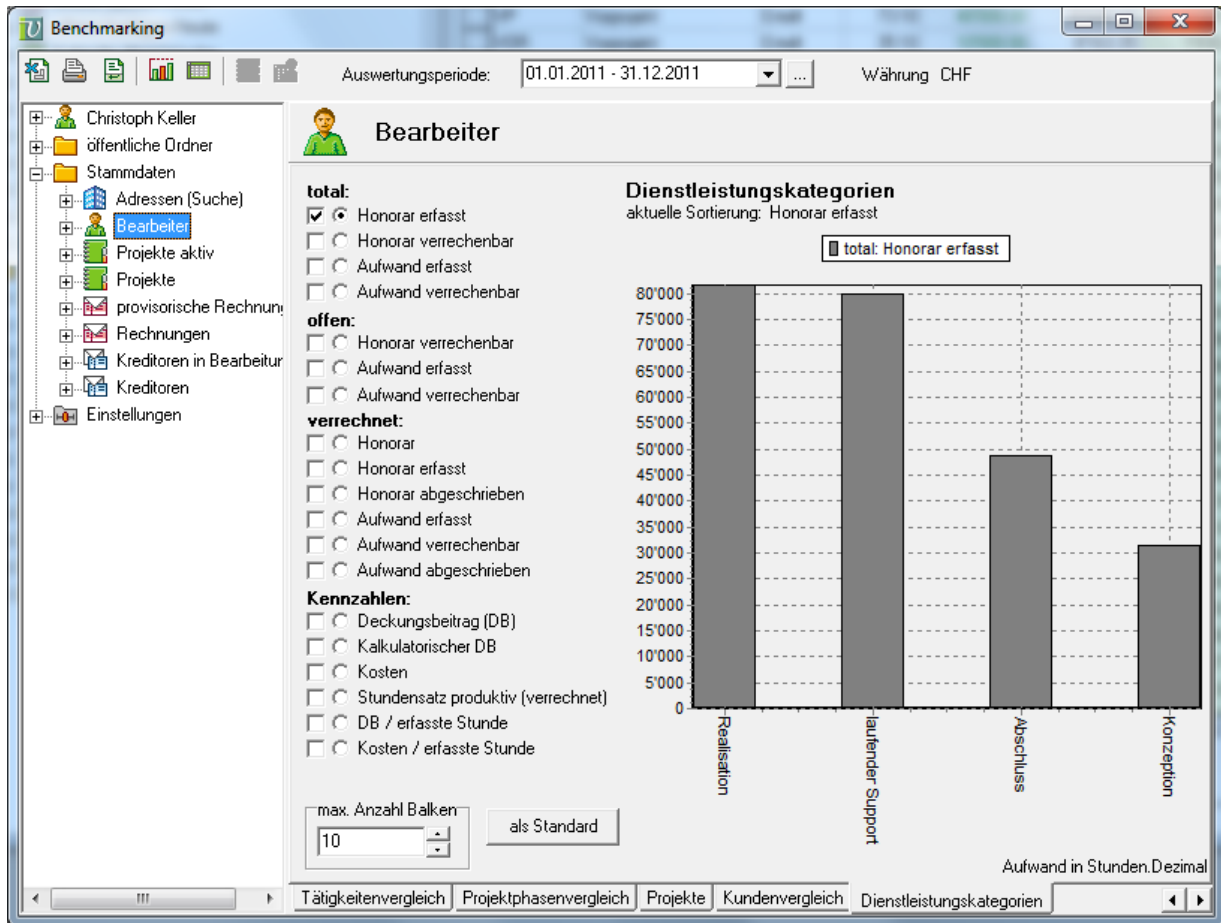 Benchmarking
Auswertungsperiode: 01.01.2011 - 31.12.2011 ... Währung CHF
Christoph Keller
öffentliche Ordner
Stammdaten
Adressen (Suche)
Bearbeiter
Projekte aktiv
Projekte
provisorische Rechnun
Rechnungen
Kreditoren in Bearbeitur
Kreditoren
Einstellungen
Bearbeiter
total:
Honorar erfasst
Honorar verrechenbar
Aufwand erfasst
Aufwand verrechenbar
offen:
Honorar verrechenbar
Aufwand erfasst
Aufwand verrechenbar
verrechnet:
Honorar
Honorar erfasst
Honorar abgeschrieben
Aufwand erfasst
Aufwand verrechenbar
Aufwand abgeschrieben
Kennzahlen:
Deckungsbeitrag (DB)
Kalkulatorischer DB
Kosten
Stundensatz produktiv (verrechnet)
DB / erfasste Stunde
Kosten / erfasste Stunde
max. Anzahl Balken
10
als Standard
Dienstleistungskategorien
aktuelle Sortierung: Honorar erfasst
total: Honorar erfasst
80'000
75'000
70'000
65'000
60'000
55'000
50'000
45'000
40'000
35'000
30'000
25'000
20'000
15'000
10'000
5'000
0
Realisation
laufender Support
Abschluss
Konzeption
Aufwand in Stunden.Dezimal
Tätigkeitenvergleich Projektphasenvergleich Projekte Kundenvergleich Dienstleistungskategorien